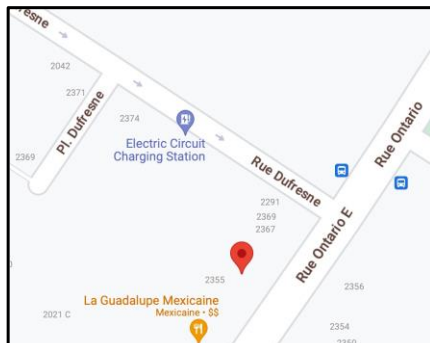 esne
2042
2371
Pl. Dufresne
2369
2374
Electric Circuit
Charging Station
Rue Dufresne
Rue Ontario
2291
2369
2367
Rue Ontario E
2355
2356
La Guadalupe Mexicaine
Mexicaine • $$
2021 C
2354